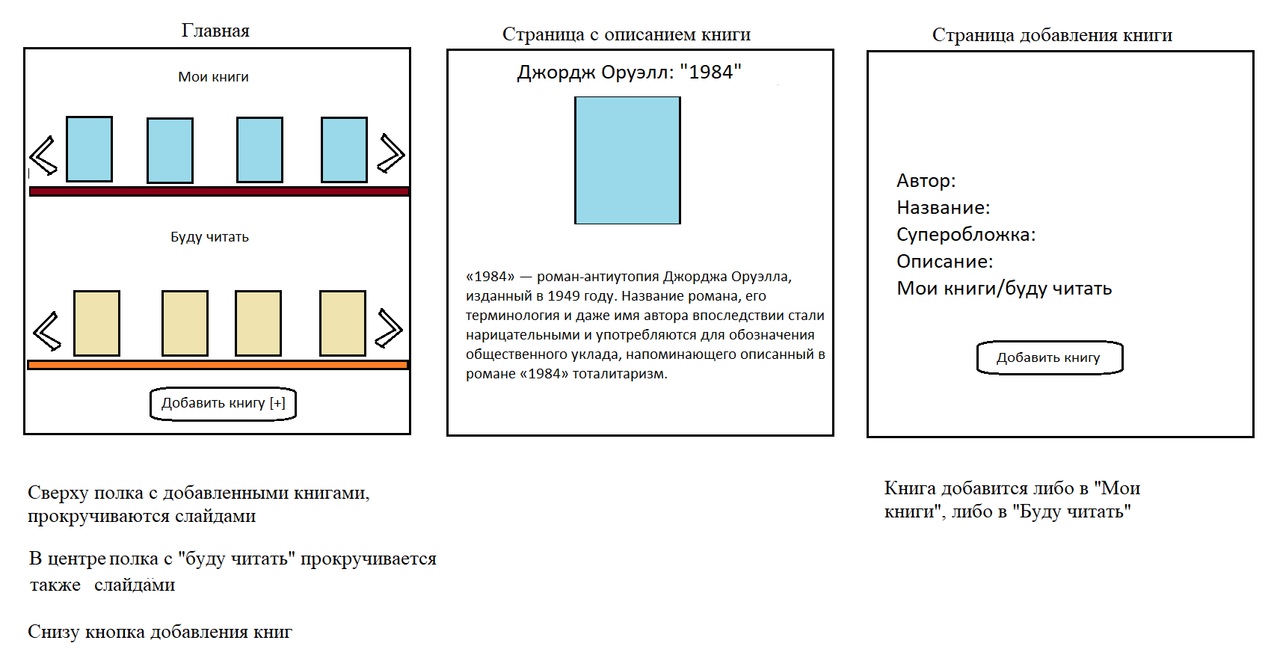 Главная
Мои книги
Буду читать
Добавить книгу [+]
Сверху полка с добавленными книгами,
прокручиваются слайдами
В центре полка с "буду читать" прокручивается
также слайдами
Снизу кнопка добавления книг
Страница с описанием книги
Джордж Оруэлл: "1984"
«1984» — роман-антиутопия Джорджа Оруэлла,
изданный в 1949 году. Название романа, его
терминология и даже имя автора впоследствии стали
нарицательными и употребляются для обозначения
общественного уклада, напоминающего описанный в
романе «1984» тоталитаризм.
Страница добавления книги
Автор:
Название:
Суперобложка:
Описание:
Мои книги/буду читать
Добавить книгу
Книга добавится либо в "Мои
книги", либо в "Буду читать"